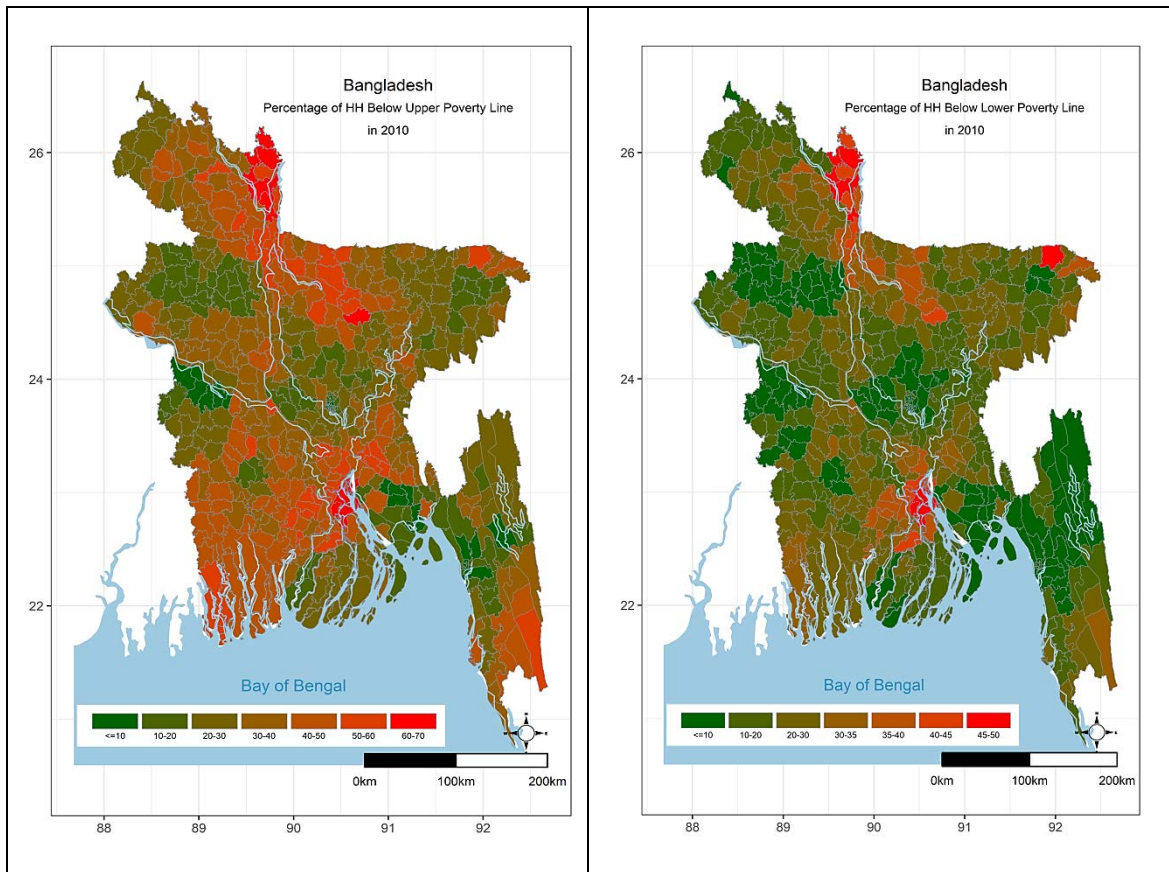 Bangladesh
Percentage of HH Below Upper Poverty Line
in 2010
26
24
22
Bay of Bengal
<=10 10-20 20-30 30-40 40-50 50-60 60-70
0km 100km 200km
88 89 90 91 92
Bangladesh
Percentage of HH Below Lower Poverty Line
in 2010
26
24
22
Bay of Bengal
<=10 10-20 20-30 30-35 35-40 40-45 45-50
0km 100km 200km
88 89 90 91 92